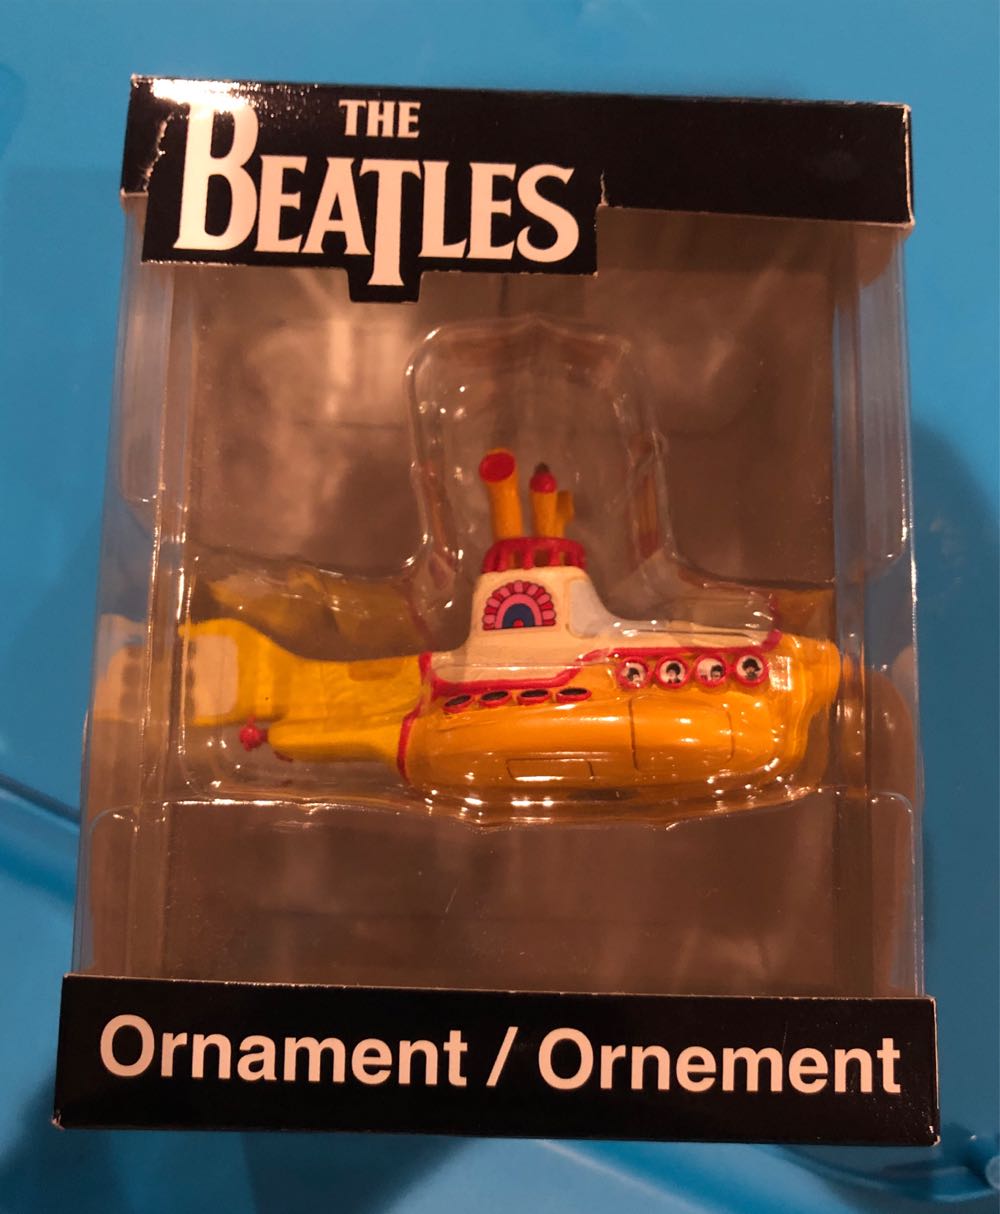 THE
BEATLES
Ornament / Ornement